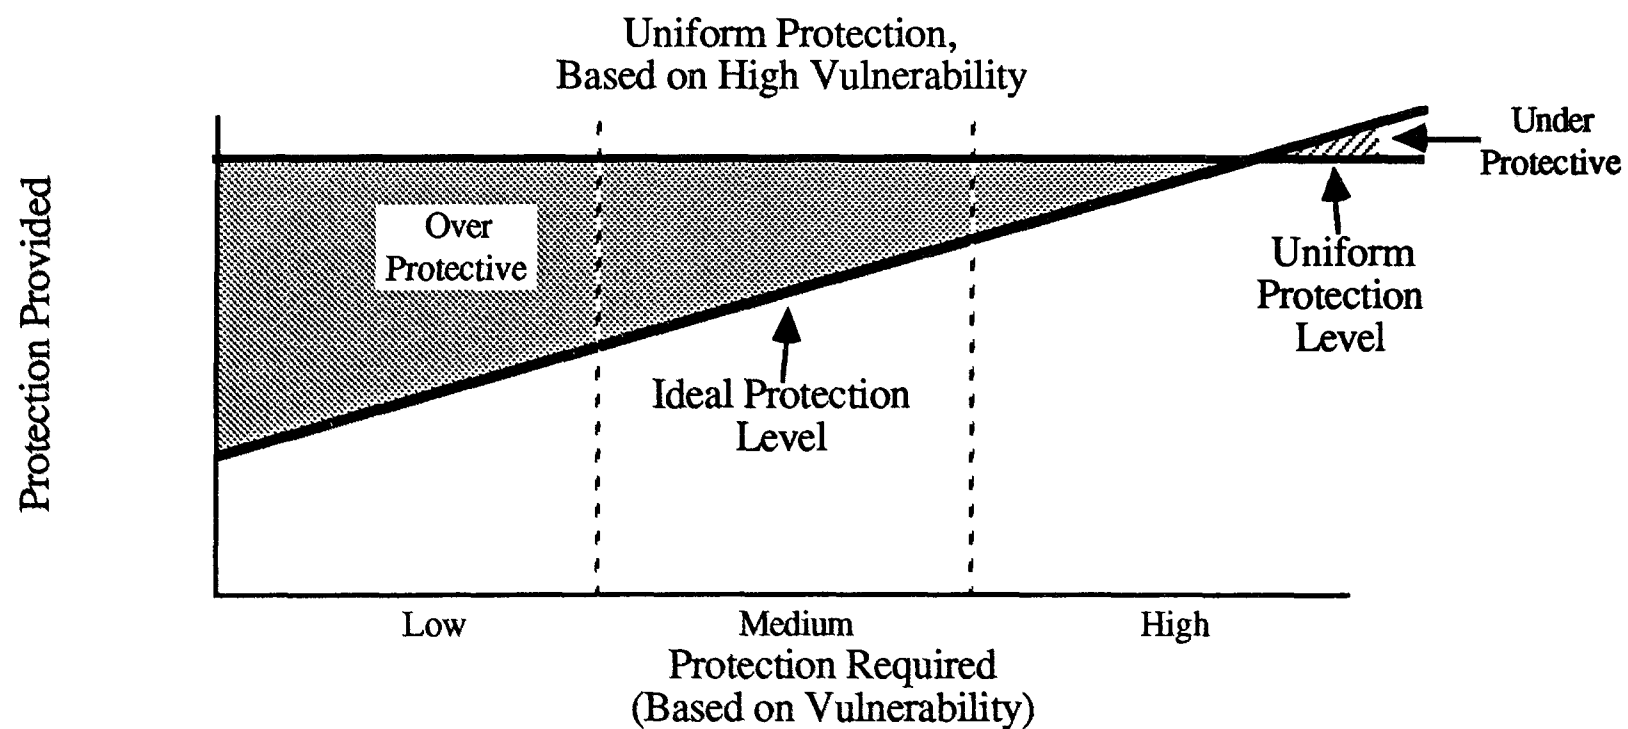 Uniform Protection,
Based on High Vulnerability
Under
Protective
Over
Protective
Uniform
Protection
Level
Ideal Protection
Level
Protection Provided
Low
Medium
High
Protection Required
(Based on Vulnerability)